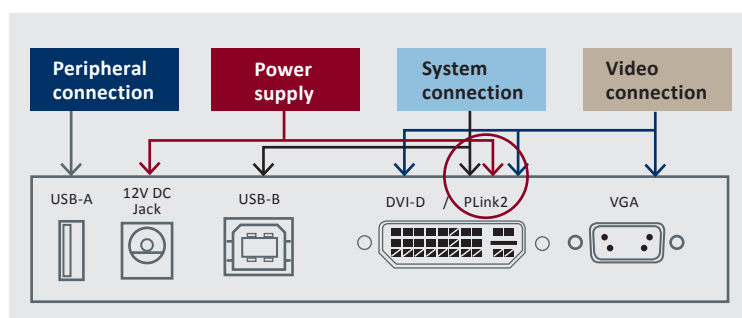 Peripheral
connection
Power
supply
System
connection
Video
connection
USB-A
12V DC
Jack
USB-B
DVI-D / PLink2
VGA